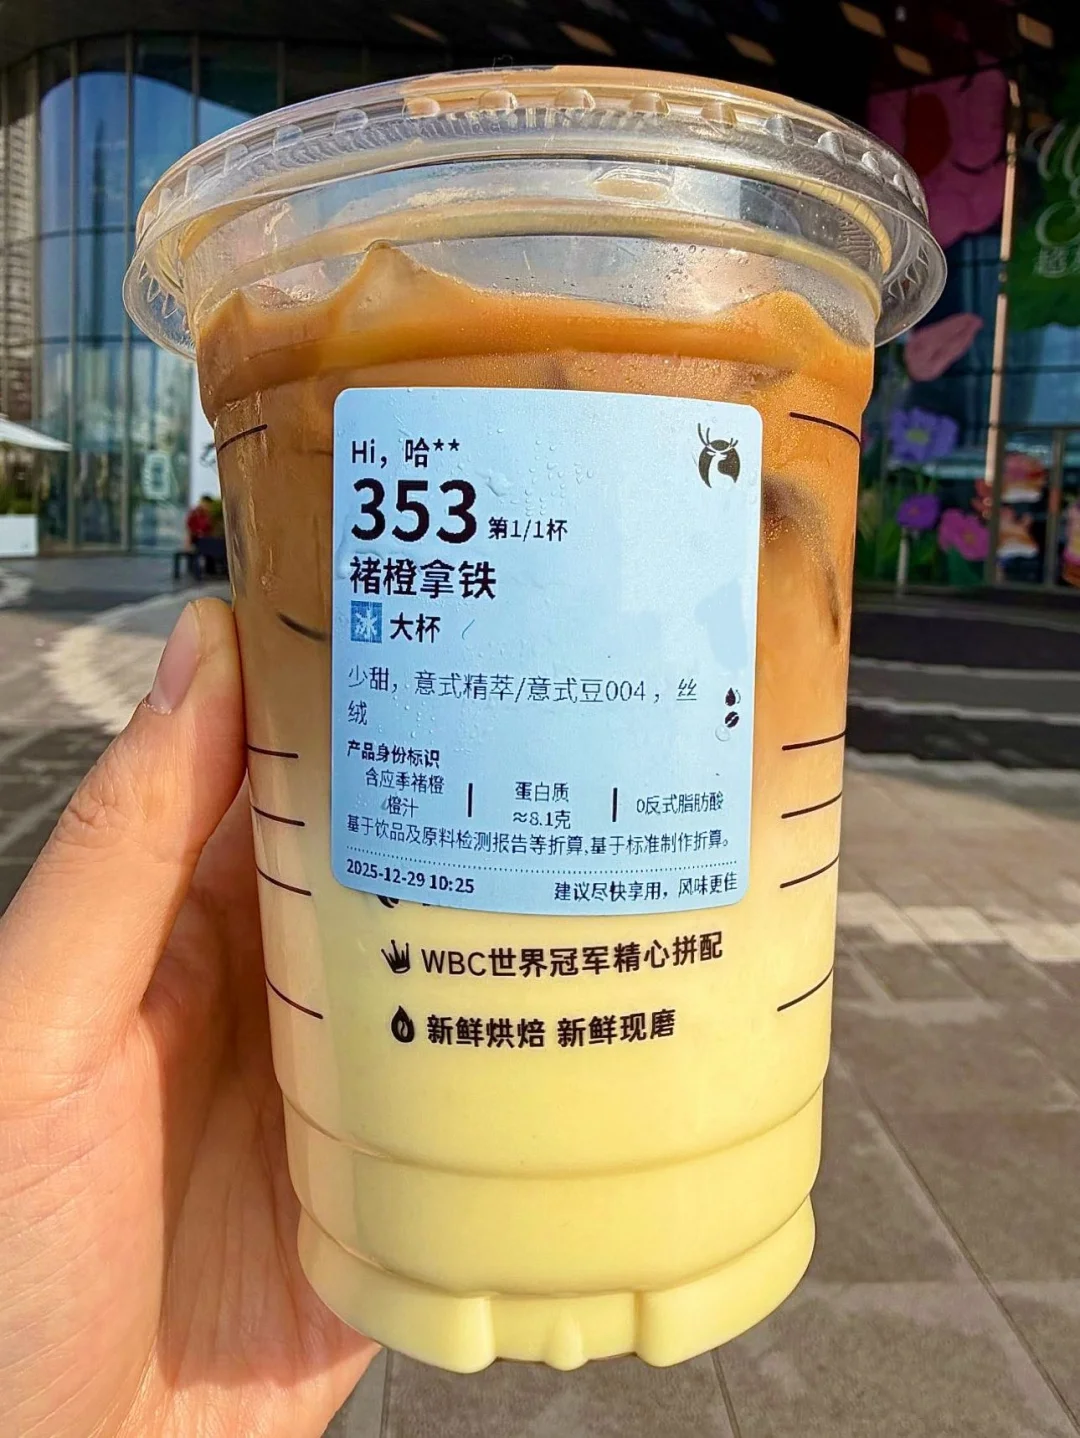 Hi，哈**
353 第1/1杯
褚橙拿铁
冰 大杯
少甜，意式精萃/意式豆004，丝
绒
产品身份标识
含应季褚橙
橙汁
蛋白质
≈8.1克
0反式脂肪酸
基于饮品及原料检测报告等折算,基于标准制作折算。
2025-12-29 10:25 建议尽快享用，风味更佳
WBC世界冠军精心拼配
新鲜烘焙 新鲜现磨